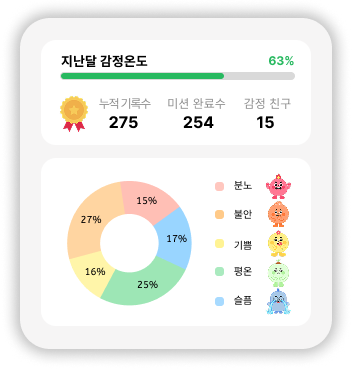 지난달 감정온도 63%
누적기록수 미션 완료수 감정 친구
275 254 15
15% 분노
27% 17% 불안
기쁨
16% 25% 평온
슬픔